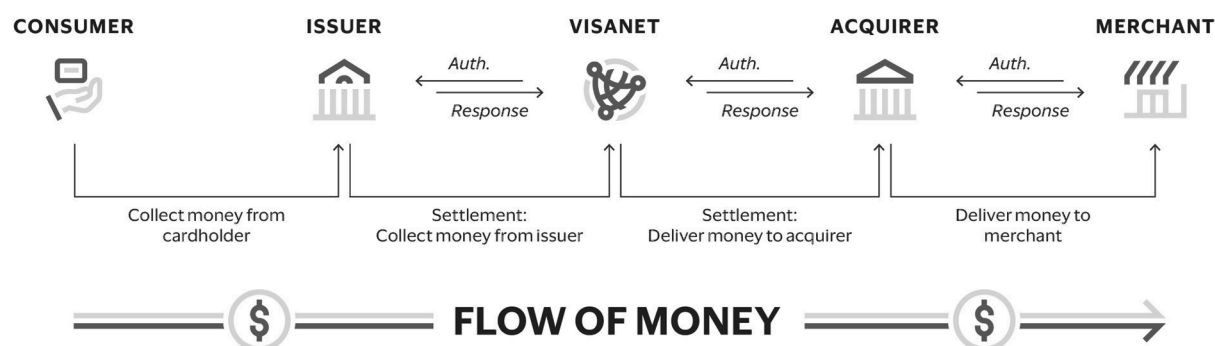 CONSUMER
ISSUER
VISANET
ACQUIRER
MERCHANT
Auth.
Response
Auth.
Response
Auth.
Response
Collect money from
cardholder
Settlement:
Collect money from issuer
Settlement:
Deliver money to acquirer
Deliver money to
merchant
$
FLOW OF MONEY
$